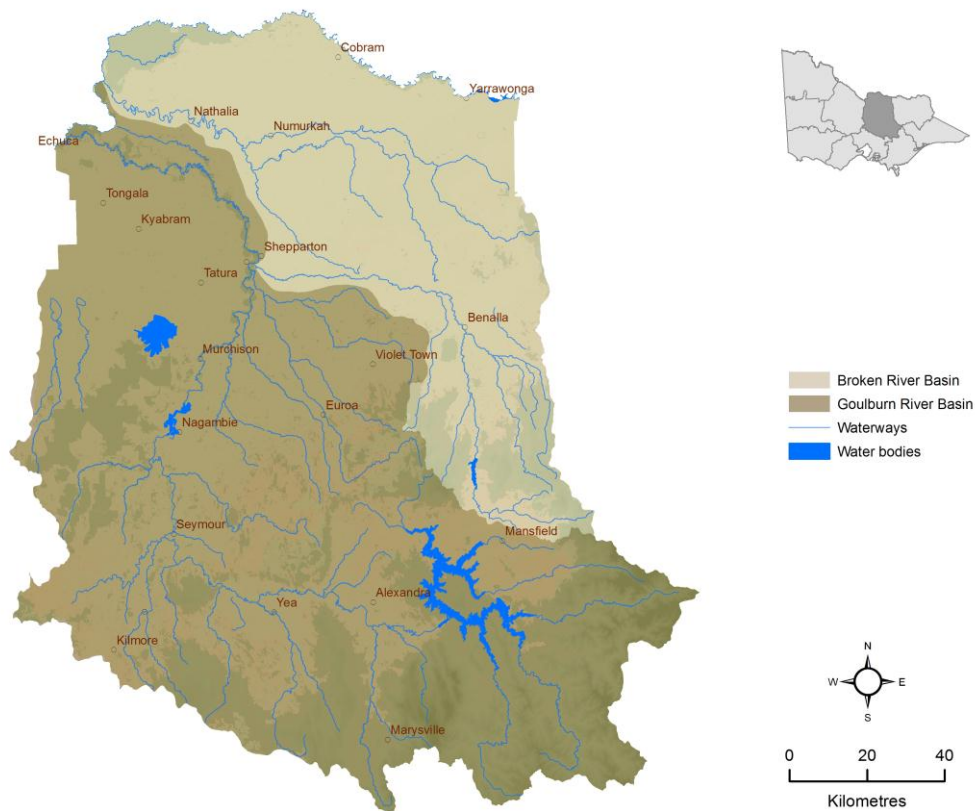 Cobram
Yarrawonga
Nathalia
Numurkah
Echuca
Tongala
Kyabram
Shepparton
Tatura
Benalla
Murchison
Violet Town
Euroa
Nagambie
Seymour
Mansfield
Alexandra
Yea
Kilmore
Marysville
Broken River Basin
Goulburn River Basin
Waterways
Water bodies
N
W E
S
0 20 40
Kilometres